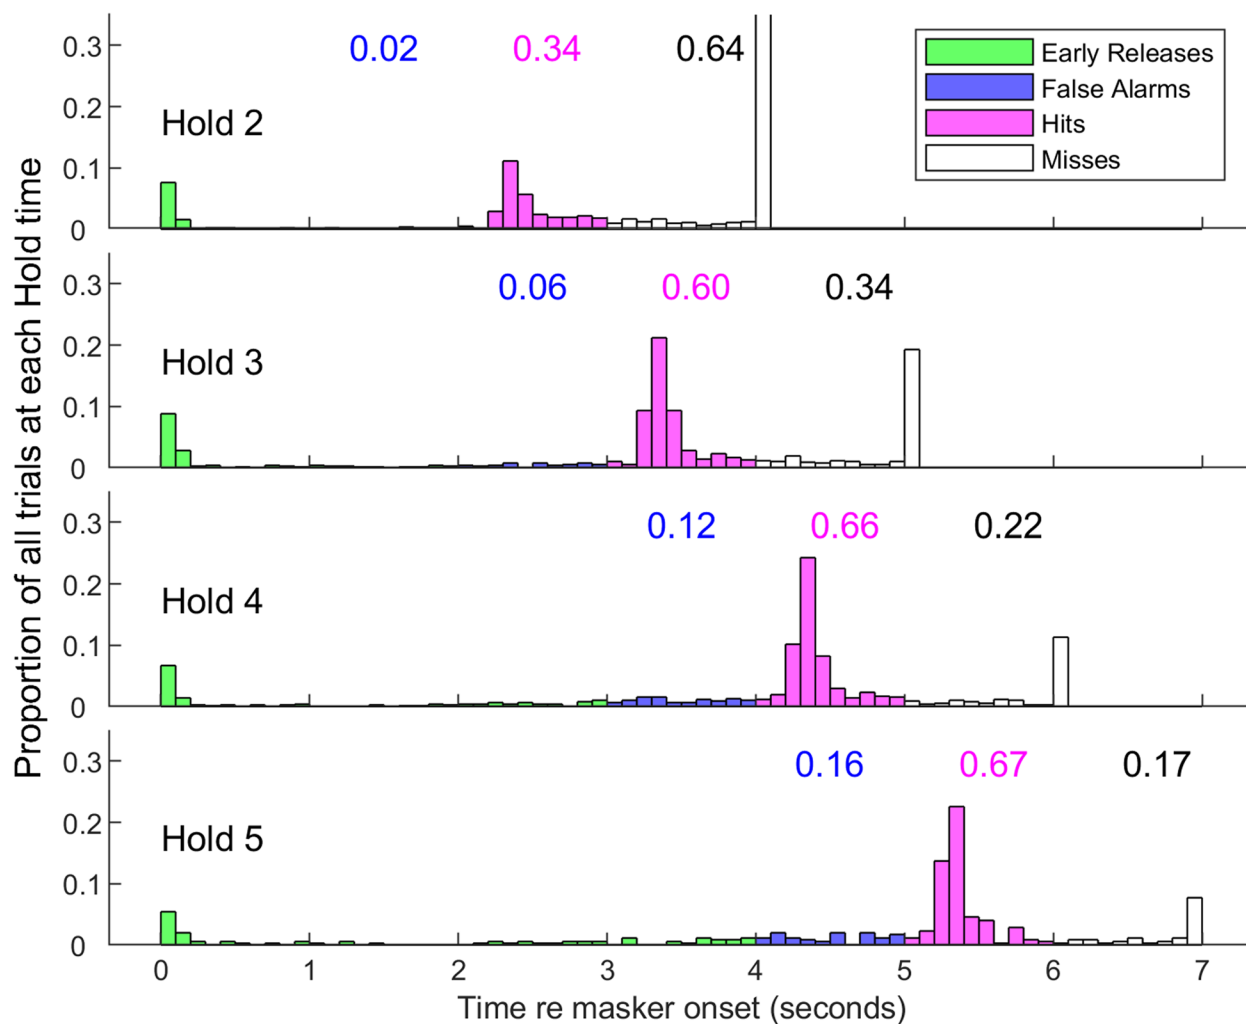 Proportion of all trials at each Hold time
0.3
0.2
0.1
0
Hold 2
0.02 0.34 0.64
Early Releases
False Alarms
Hits
Misses
0.3
0.2
0.1
0
Hold 3
0.06 0.60 0.34
0.3
0.2
0.1
0
Hold 4
0.12 0.66 0.22
0.3
0.2
0.1
0
Hold 5
0.16 0.67 0.17
0 1 2 3 4 5 6 7
Time re masker onset (seconds)